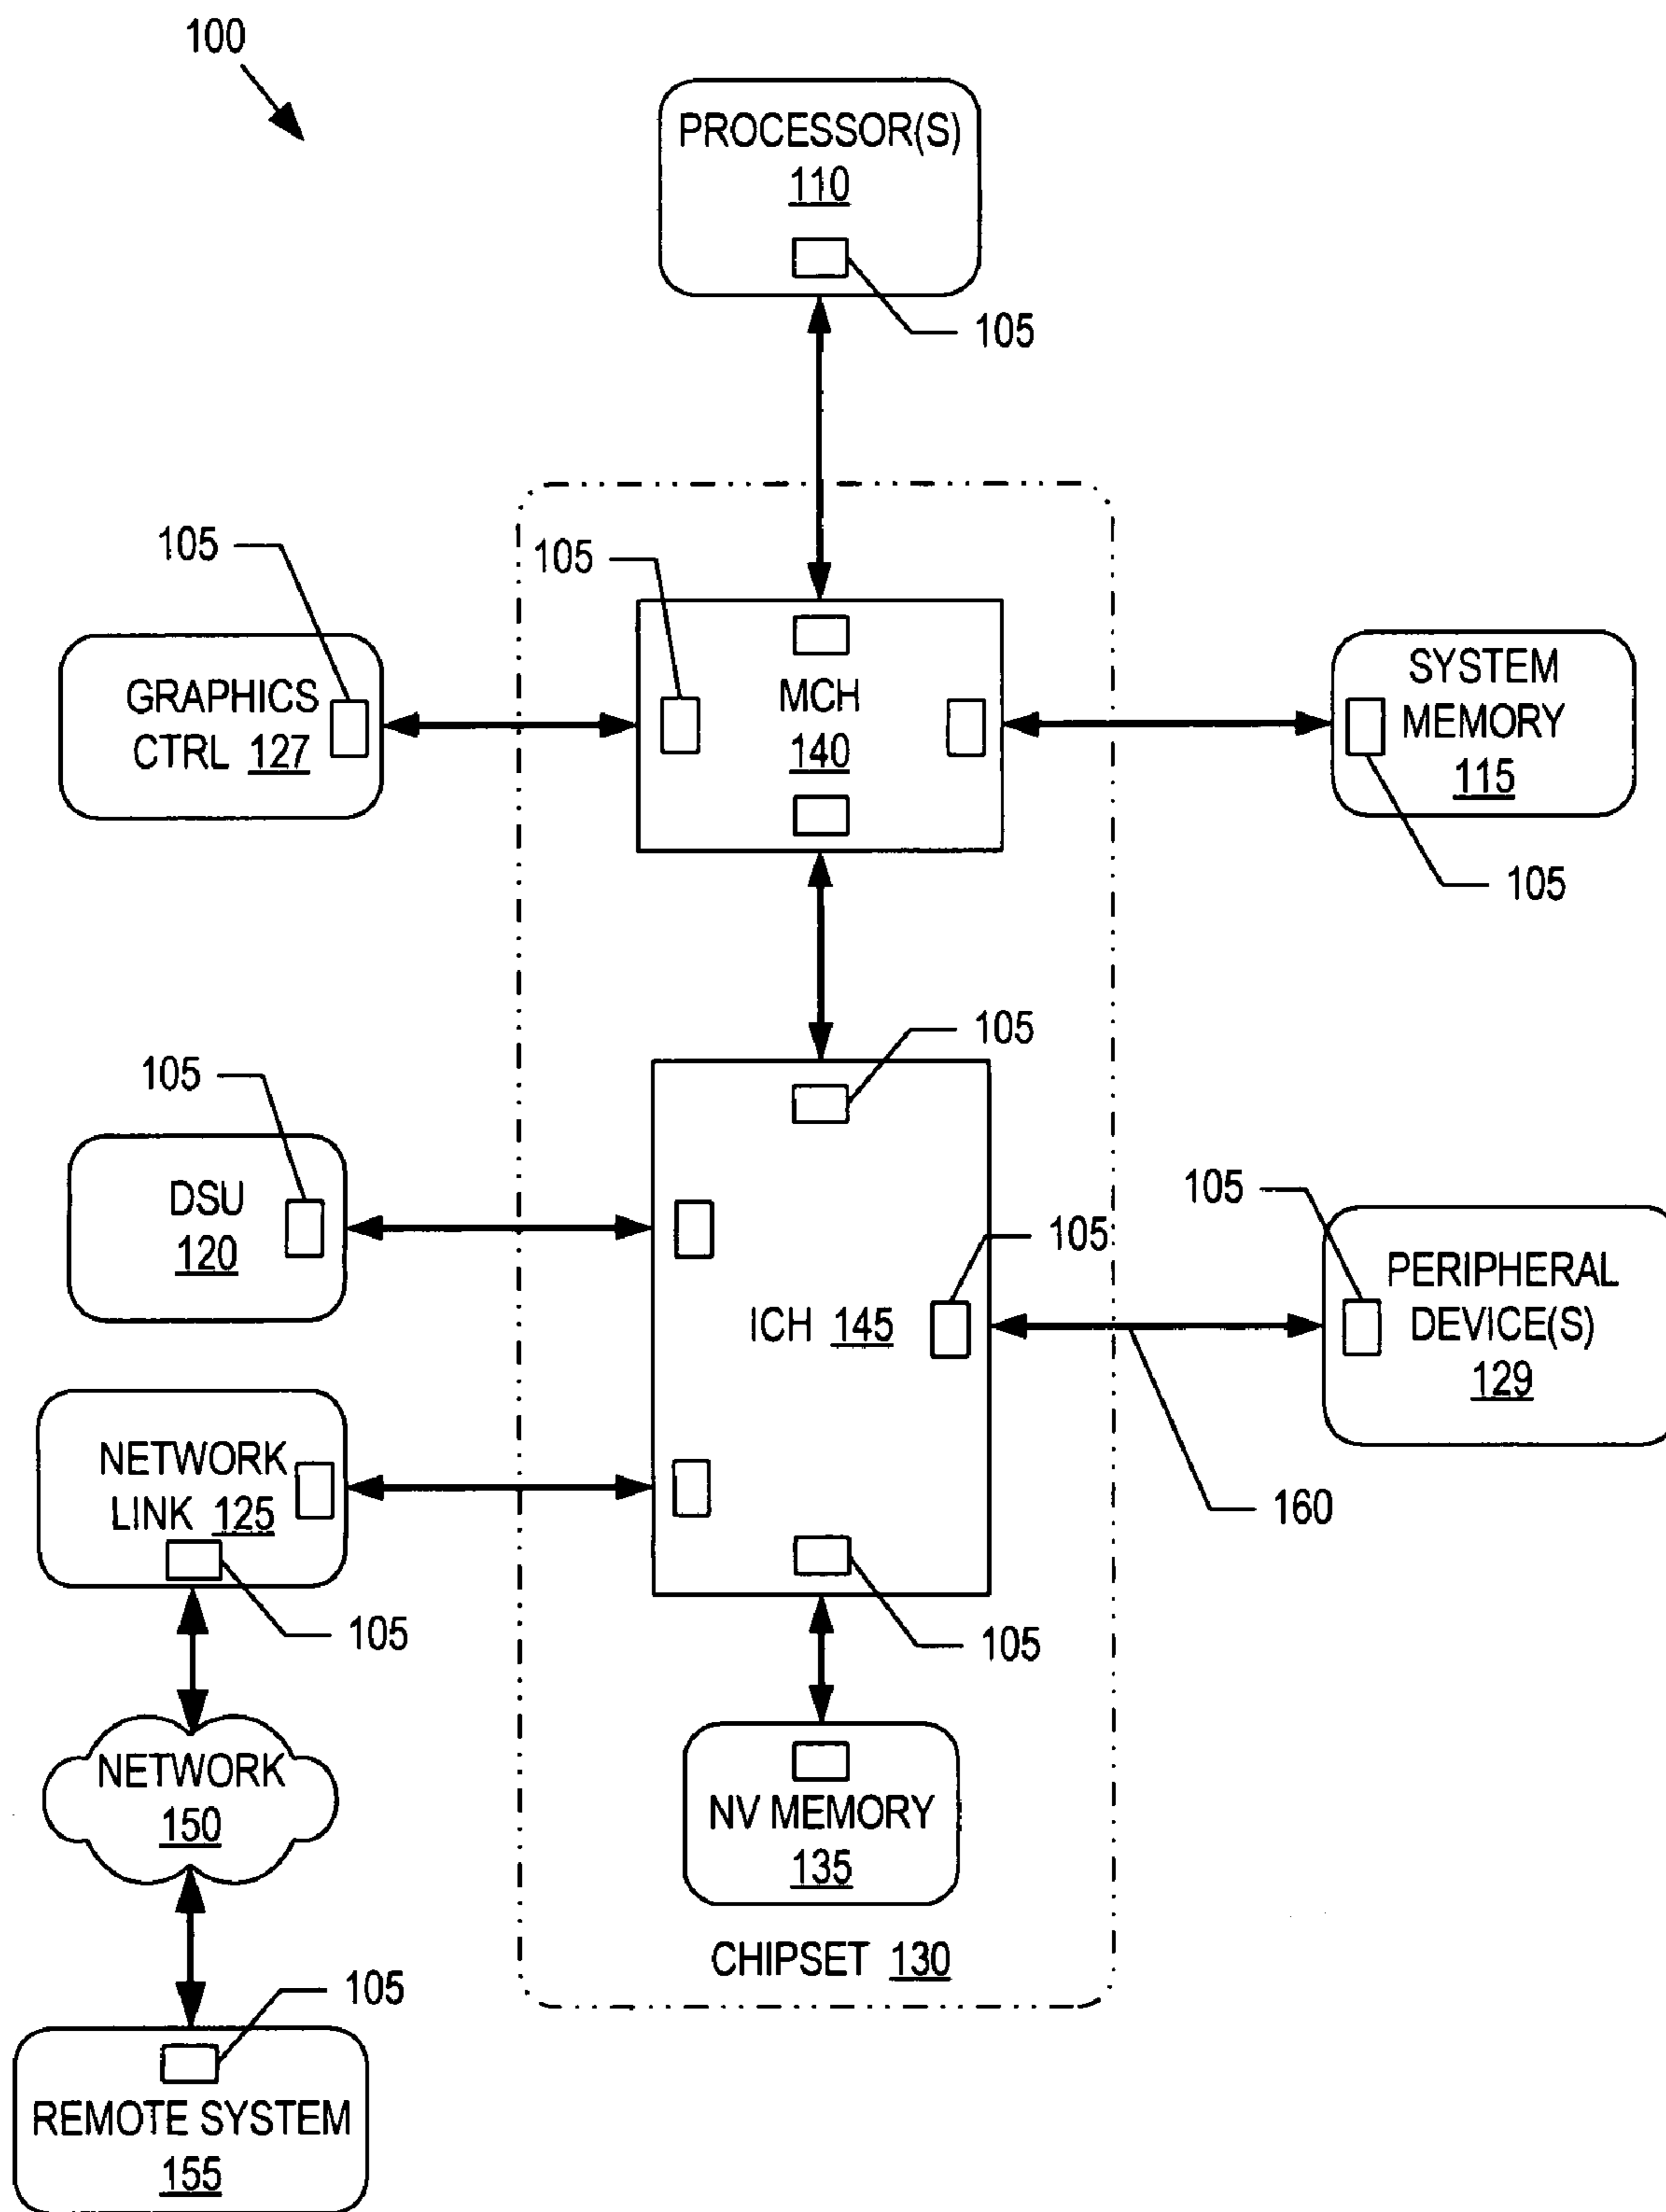 100
PROCESSOR(S)
110
105
105
105
GRAPHICS
CTRL 127
MCH
140
SYSTEM
MEMORY
115
105
105
105
DSU
120
105
105
ICH 145
PERIPHERAL
DEVICE(S)
129
160
NETWORK
LINK 125
105
105
NETWORK
150
NV MEMORY
135
CHIPSET 130
105
REMOTE SYSTEM
155